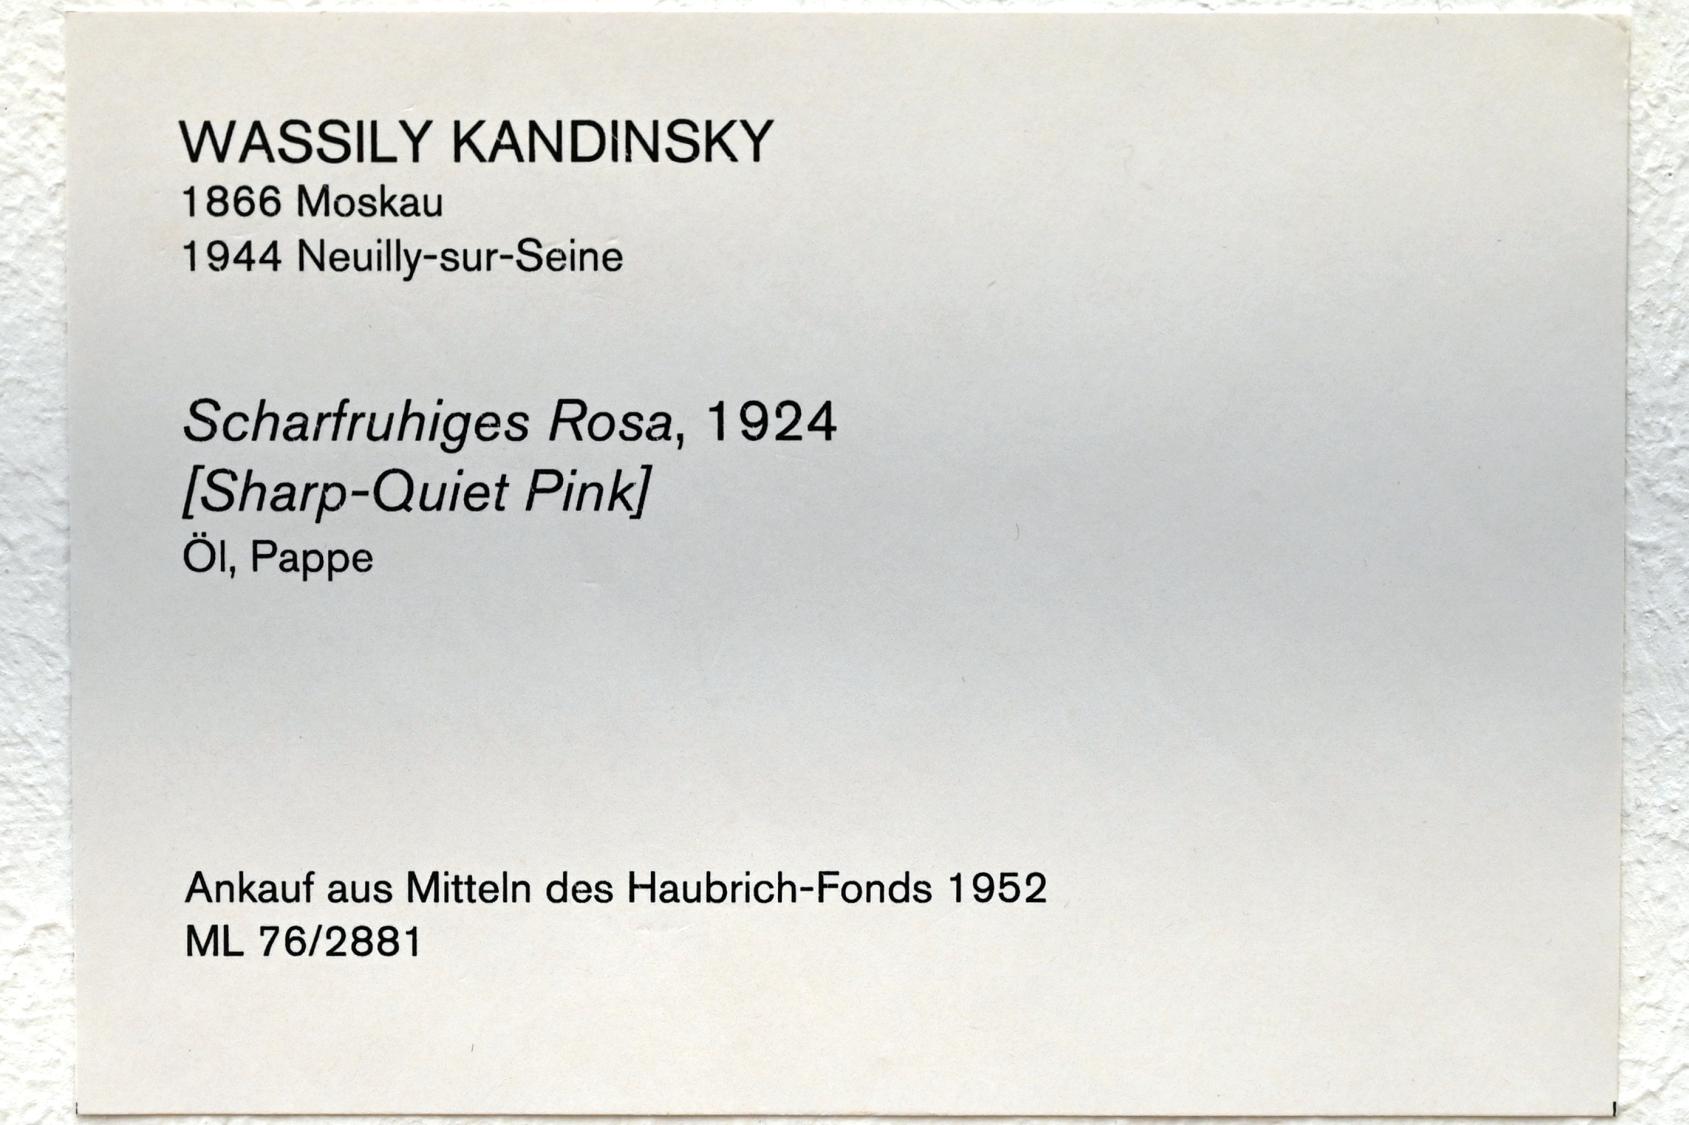 WASSILY KANDINSKY
1866 Moskau
1944 Neuilly-sur-Seine
Scharfruhiges Rosa, 1924
[Sharp-Quiet Pink]
Öl, Pappe
Ankauf aus Mitteln des Haubrich-Fonds 1952
ML 76/2881